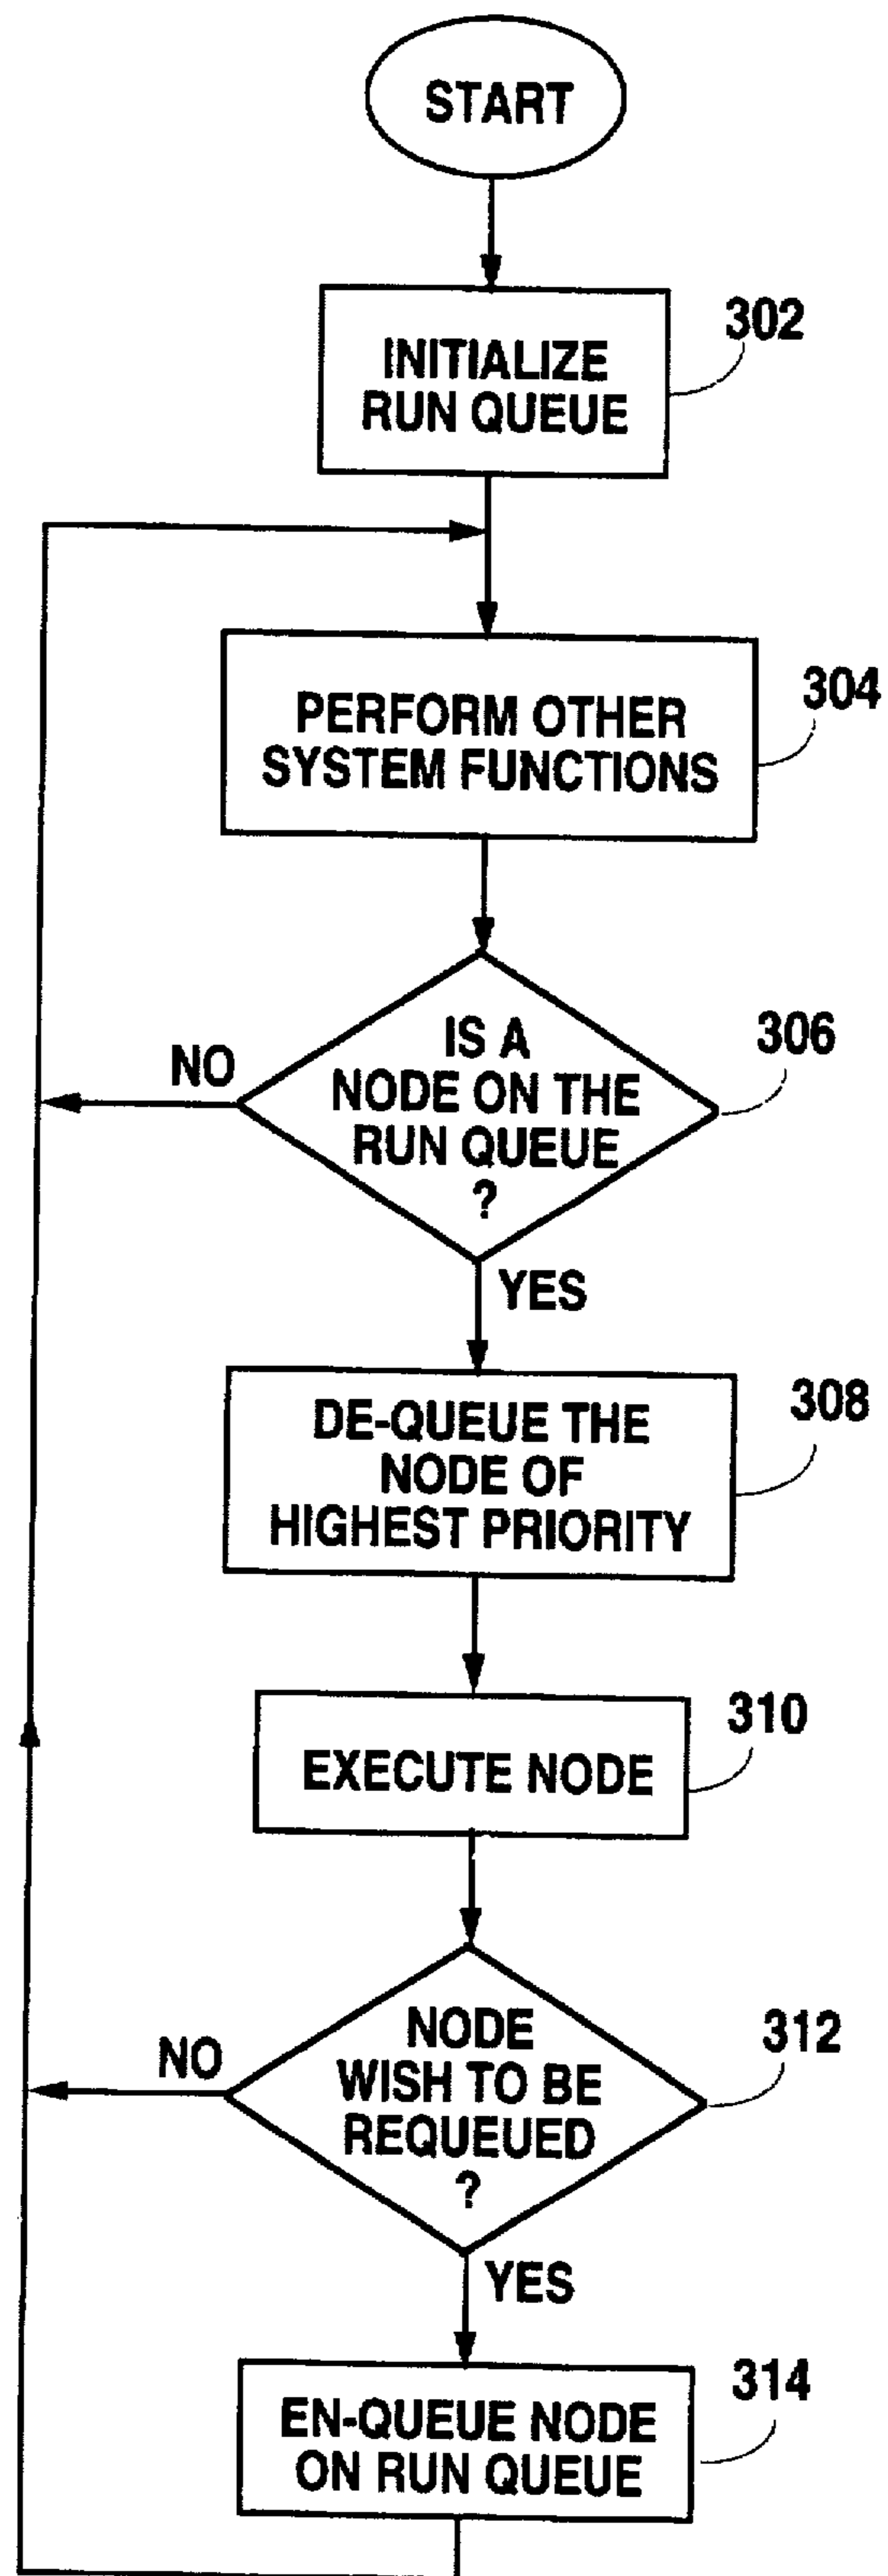 START
302
INITIALIZE
RUN QUEUE
304
PERFORM OTHER
SYSTEM FUNCTIONS
306
IS A
NODE ON THE
RUN QUEUE
?
NO
YES
308
DE-QUEUE THE
NODE OF
HIGHEST PRIORITY
310
EXECUTE NODE
312
NODE
WISH TO BE
REQUEUED
?
NO
YES
314
EN-QUEUE NODE
ON RUN QUEUE